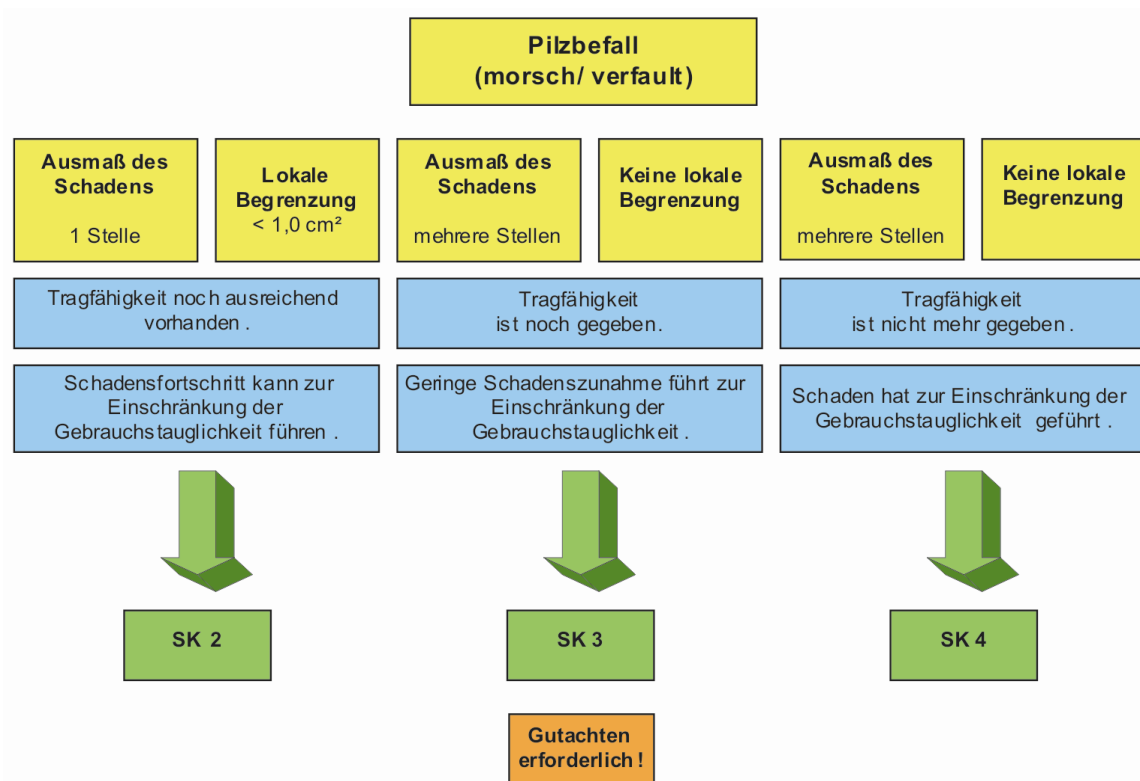 Pilzbefall
(morsch/ verfault)
Ausmaß des
Schadens
1 Stelle
Lokale
Begrenzung
< 1,0 cm²
Ausmaß des
Schadens
mehrere Stellen
Keine lokale
Begrenzung
Ausmaß des
Schadens
mehrere Stellen
Keine lokale
Begrenzung
Tragfähigkeit noch ausreichend
vorhanden .
Tragfähigkeit
ist noch gegeben.
Tragfähigkeit
ist nicht mehr gegeben .
Schadensfortschritt kann zur
Einschränkung der
Gebrauchstauglichkeit führen .
Geringe Schadenszunahme führt zur
Einschränkung der
Gebrauchstauglichkeit .
Schaden hat zur Einschränkung der
Gebrauchstauglichkeit geführt .
SK 2
SK 3
SK 4
Gutachten
erforderlich !